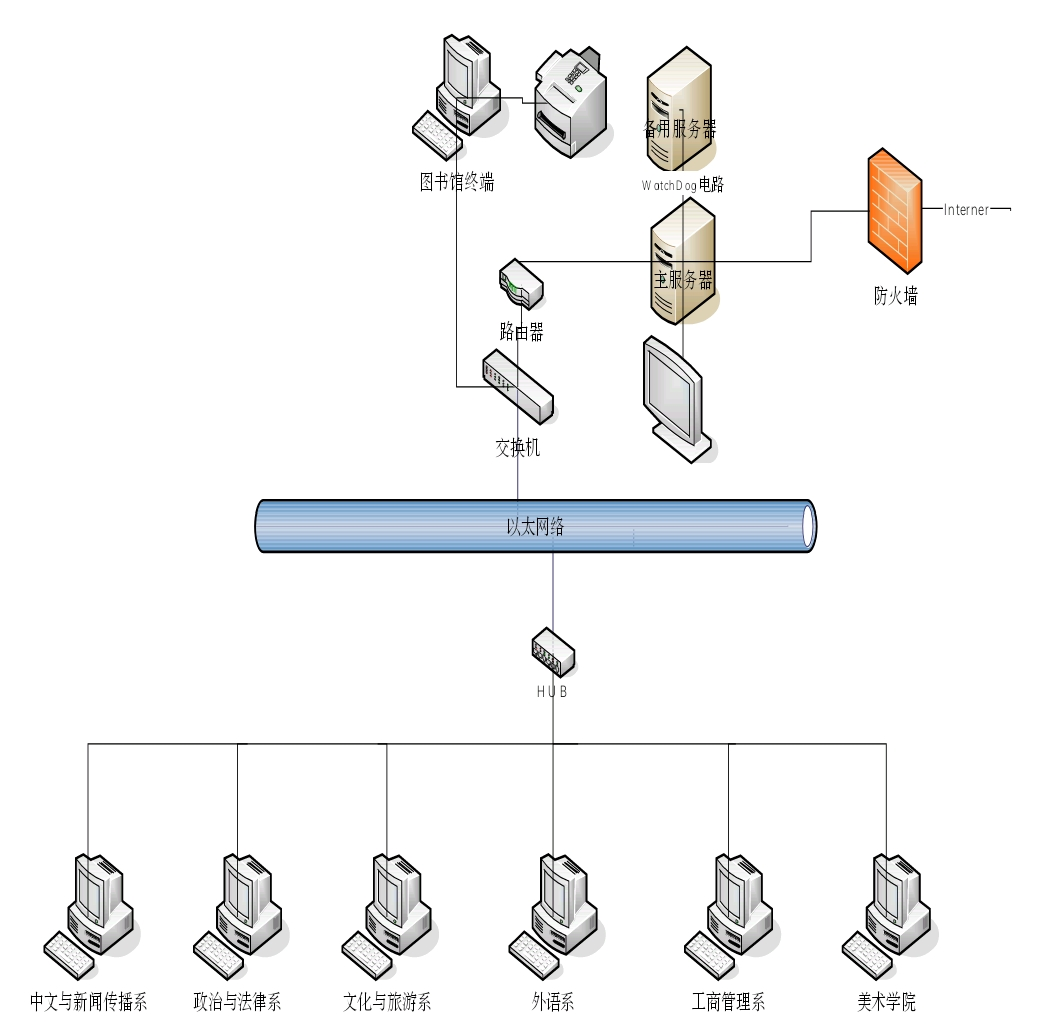 备用服务器
图书馆终端
WatchDog电路
Interner
主服务器
防火墙
路由器
交换机
以太网络
HUB
中文与新闻传播系
政治与法律系
文化与旅游系
外语系
工商管理系
美术学院